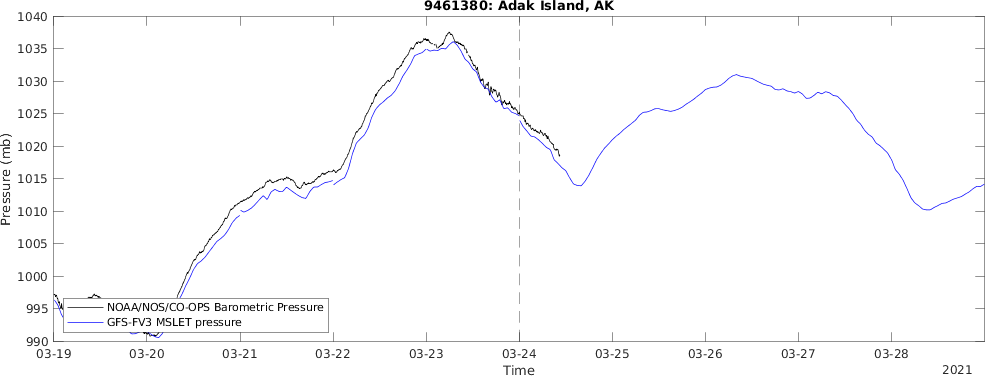 9461380: Adak Island, AK
Pressure (mb)
1040
1035
1030
1025
1020
1015
1010
1005
1000
995
990
NOAA/NOS/CO-OPS Barometric Pressure
GFS-FV3 MSLET pressure
03-19 03-20 03-21 03-22 03-23 03-24 03-25 03-26 03-27 03-28
Time
2021